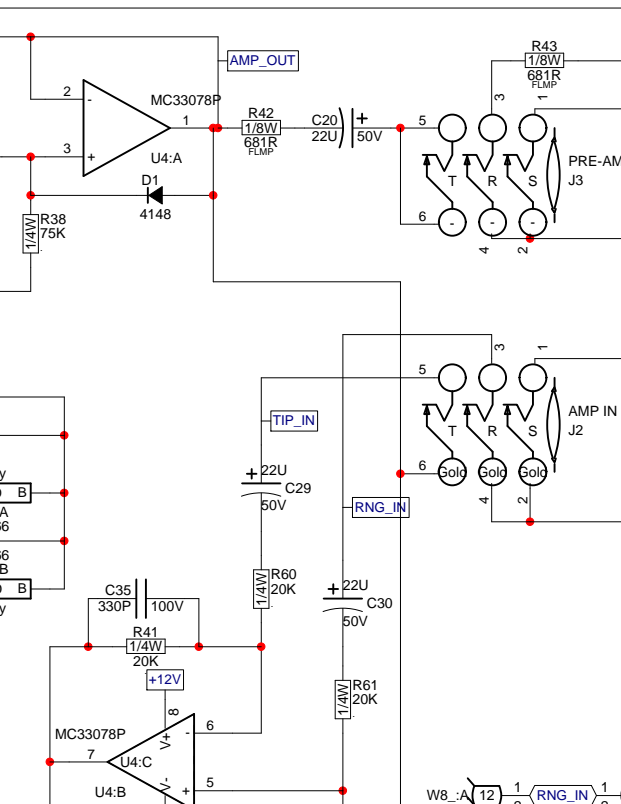 AMP_OUT
R43
1/8W
681R
FLMP
3
1
2
-
MC33078P
1
3
+
U4:A
R42
1/8W
681R
FLMP
C20
22U
+
50V
5
T
R
S
PRE-AM
J3
6
-
-
-
4
2
D1
4148
R38
1/4W
75K
3
1
5
TIP_IN
T
R
S
AMP IN
J2
6
Gold
Gold
Gold
4
2
+
22U
C29
50V
RNG_IN
y
B
A
66
66
B
B
y
R60
1/4W
20K
+
22U
C30
50V
C35
330P
100V
R41
1/4W
20K
+12V
R61
1/4W
20K
8
V+
MC33078P
7
U4:C
-
6
U4:B
V-
+
5
W8_:A
12
1
RNG_IN
1